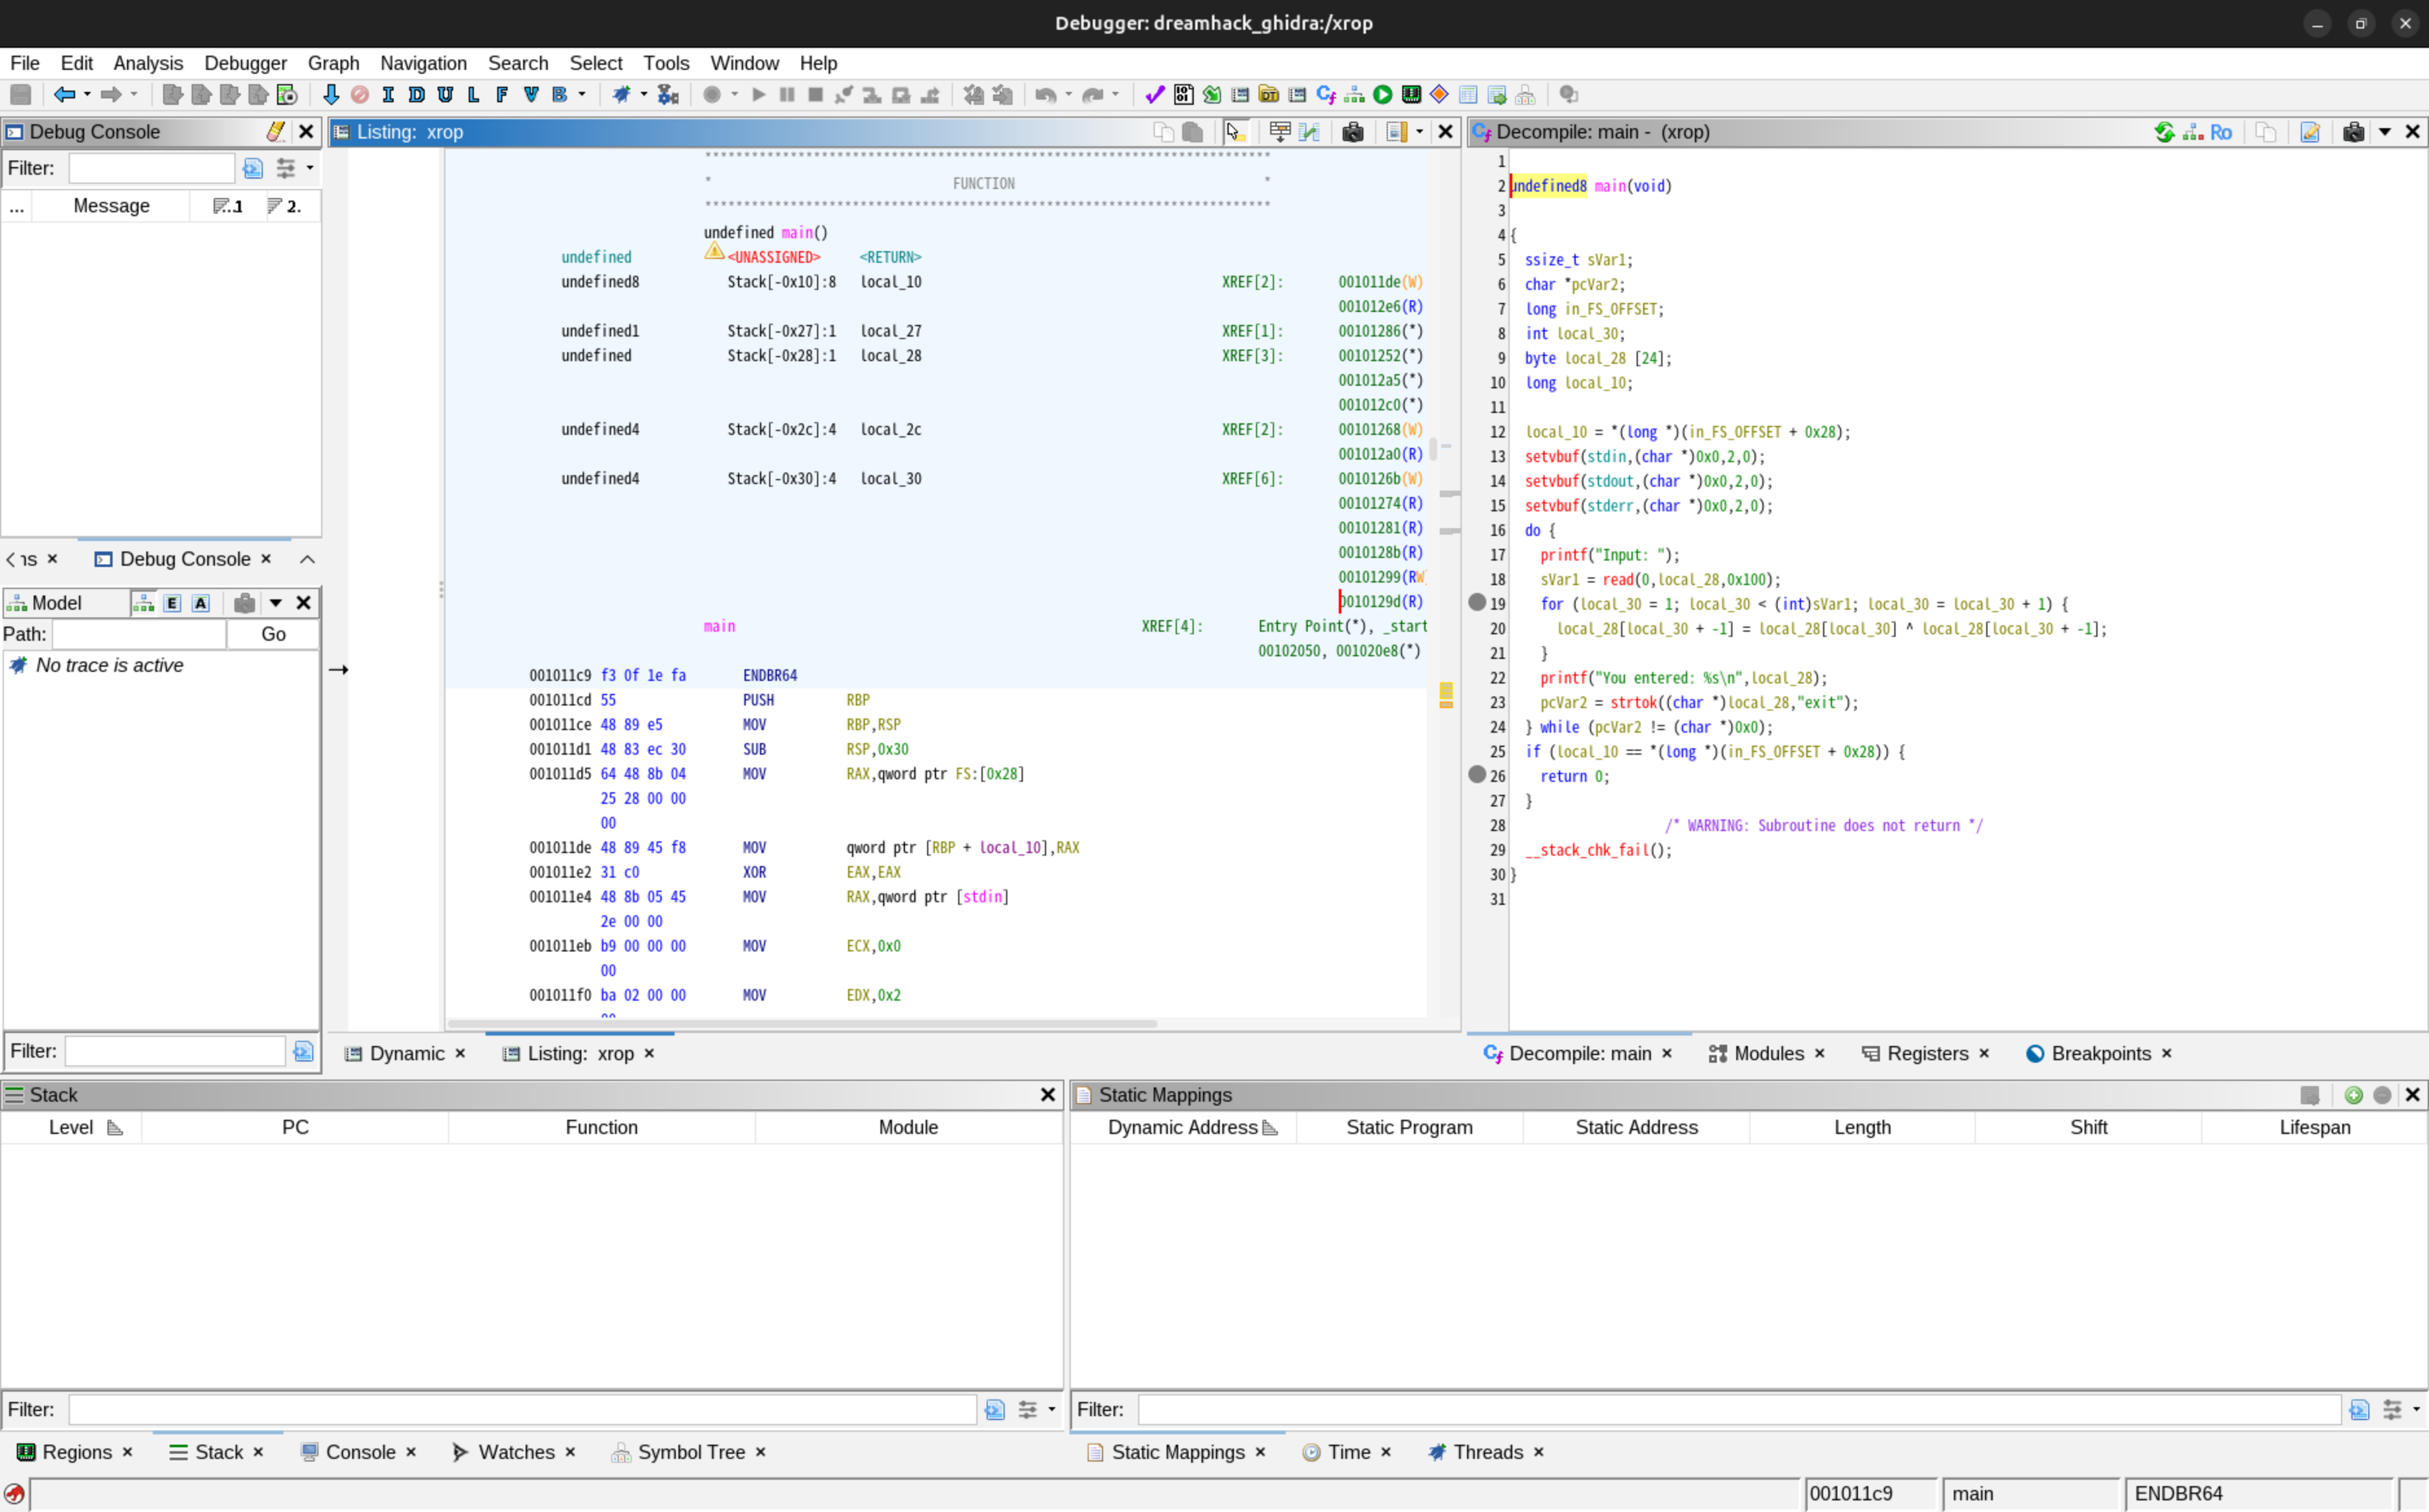 Debugger: dreamhack_ghidra:/xrop
File Edit Analysis Debugger Graph Navigation Search Select Tools Window Help
I D U L F V B
Debug Console
Filter:
... Message 1 2.
ns Debug Console
Model
E A
Path: Go
No trace is active
Filter:
Listing: xrop
*************************************************************************
* FUNCTION *
*************************************************************************
undefined main()
undefined <UNASSIGNED> <RETURN>
undefined8 Stack[-0x10]:8 local_10 XREF[2]: 001011de(W)
001012e6(R)
undefined1 Stack[-0x27]:1 local_27 XREF[1]: 00101286(*)
undefined Stack[-0x28]:1 local_28 XREF[3]: 00101252(*)
001012a5(*)
001012c0(*)
undefined4 Stack[-0x2c]:4 local_2c XREF[2]: 00101268(W)
001012a0(R)
undefined4 Stack[-0x30]:4 local_30 XREF[6]: 0010126b(W)
00101274(R)
00101281(R)
0010128b(R)
00101299(RW
0010129d(R)
main XREF[4]: Entry Point(*), _start
00102050, 001020e8(*)
001011c9 f3 0f 1e fa ENDBR64
001011cd 55 PUSH RBP
001011ce 48 89 e5 MOV RBP,RSP
001011d1 48 83 ec 30 SUB RSP,0x30
001011d5 64 48 8b 04 MOV RAX,qword ptr FS:[0x28]
25 28 00 00
00
001011de 48 89 45 f8 MOV qword ptr [RBP + local_10],RAX
001011e2 31 c0 XOR EAX,EAX
001011e4 48 8b 05 45 MOV RAX,qword ptr [stdin]
2e 00 00
001011eb b9 00 00 00 MOV ECX,0x0
00
001011f0 ba 02 00 00 MOV EDX,0x2
Dynamic Listing: xrop
Decompile: main - (xrop)
Ro
1
2 undefined8 main(void)
3
4 {
5 ssize_t sVar1;
6 char *pcVar2;
7 long in_FS_OFFSET;
8 int local_30;
9 byte local_28 [24];
10 long local_10;
11
12 local_10 = *(long *)(in_FS_OFFSET + 0x28);
13 setvbuf(stdin,(char *)0x0,2,0);
14 setvbuf(stdout,(char *)0x0,2,0);
15 setvbuf(stderr,(char *)0x0,2,0);
16 do {
17 printf("Input: ");
18 sVar1 = read(0,local_28,0x100);
19 for (local_30 = 1; local_30 < (int)sVar1; local_30 = local_30 + 1) {
20 local_28[local_30 + -1] = local_28[local_30] ^ local_28[local_30 + -1];
21 }
22 printf("You entered: %s\n",local_28);
23 pcVar2 = strtok((char *)local_28,"exit");
24 } while (pcVar2 != (char *)0x0);
25 if (local_10 == *(long *)(in_FS_OFFSET + 0x28)) {
26 return 0;
27 }
28 /* WARNING: Subroutine does not return */
29 __stack_chk_fail();
30 }
31
Decompile: main Modules Registers Breakpoints
Stack
Level PC Function Module
Filter:
Regions Stack Console Watches Symbol Tree
Static Mappings
Dynamic Address Static Program Static Address Length Shift Lifespan
Filter:
Static Mappings Time Threads
001011c9 main ENDBR64